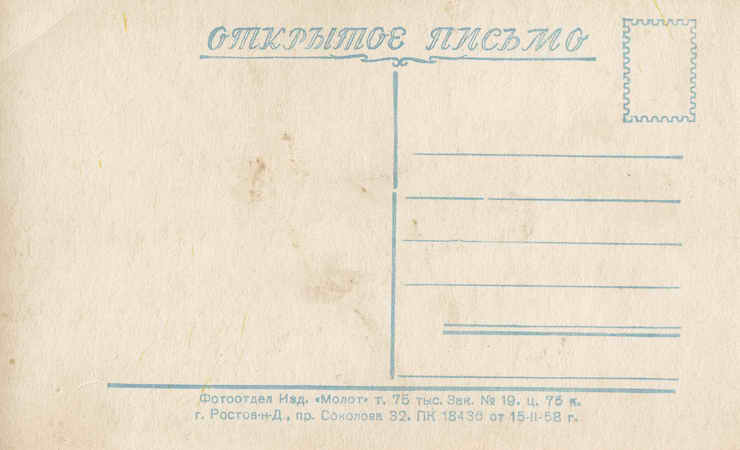 ОТКРЫТОЕ ПИСЬМО
Фотоотдел Изд. «Молот» т. 75 тыс. Зак. № 19. ц. 75 к.
г. Ростов-н-Д., пр. Соколова 32. ПК 18436 от 15-II-58 г.